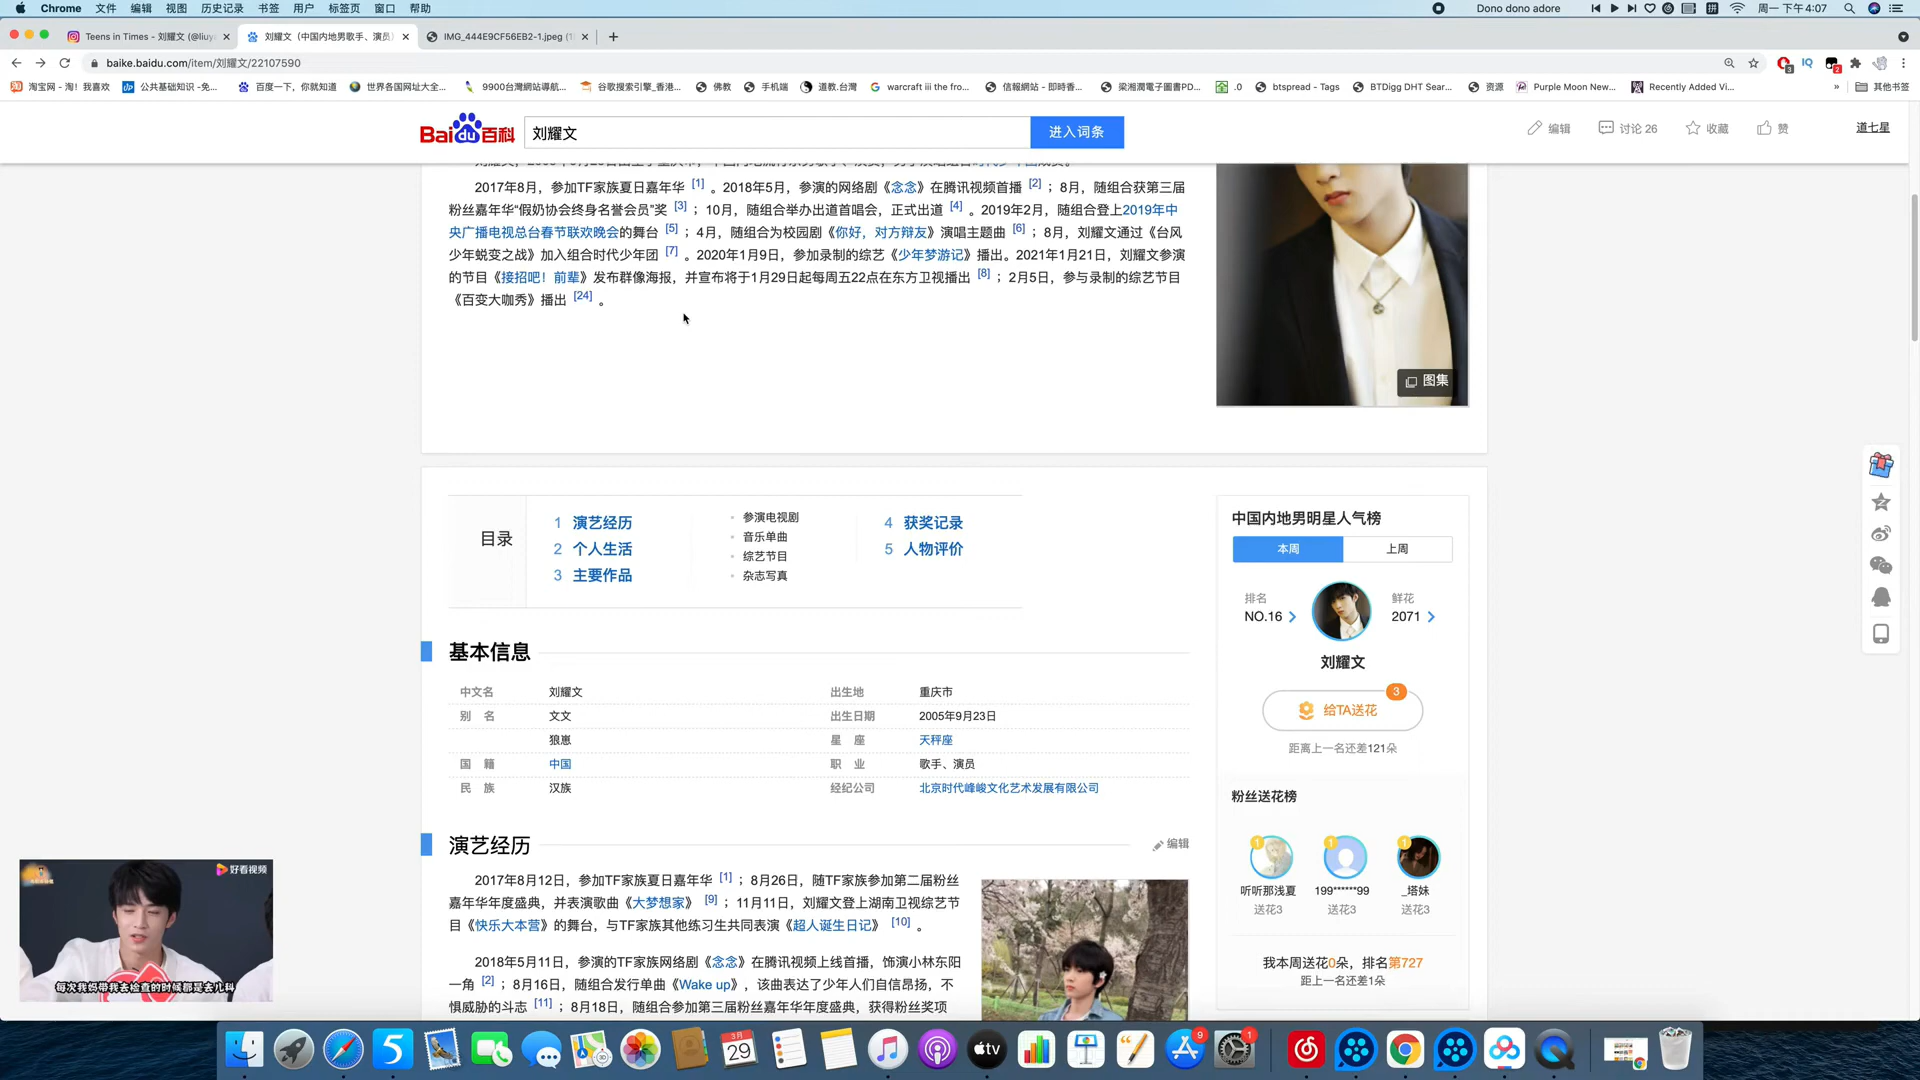 Chrome 文件 编辑 视图 历史记录 书签 用户 标签页 窗口 帮助 Dono dono adore 周一 下午4:07
Teens in Times - 刘耀文 (@liuy
刘耀文（中国内地男歌手、演员）
IMG_444E9CF56EB2-1.jpeg (1
baike.baidu.com/item/刘耀文/22107590
淘宝网 - 淘！我喜欢 公共基础知识 -免... 百度一下，你就知道 世界各国网址大全... 9900台灣網站導航... 谷歌搜索引擎_香港... 佛教 手机端 道教.台灣 warcraft iii the fro... 信報網站 - 即時香... 梁湘潤電子圖書PD... .0 btspread - Tags BTDigg DHT Sear... 资源 Purple Moon New... Recently Added Vi... » 其他书签
Bai du 百科 刘耀文 进入词条 编辑 讨论 26 收藏 赞 道七星
2017年8月，参加TF家族夏日嘉年华 [1] 。2018年5月，参演的网络剧《念念》在腾讯视频首播 [2] ；8月，随组合获第三届
粉丝嘉年华“假奶协会终身名誉会员”奖 [3] ；10月，随组合举办出道首唱会，正式出道 [4] 。2019年2月，随组合登上2019年中
央广播电视总台春节联欢晚会的舞台 [5] ；4月，随组合为校园剧《你好，对方辩友》演唱主题曲 [6] ；8月，刘耀文通过《台风
少年蜕变之战》加入组合时代少年团 [7] 。2020年1月9日，参加录制的综艺《少年梦游记》播出。2021年1月21日，刘耀文参演
的节目《接招吧！前辈》发布群像海报，并宣布将于1月29日起每周五22点在东方卫视播出 [8] ；2月5日，参与录制的综艺节目
《百变大咖秀》播出 [24] 。
图集
目录
1 演艺经历
2 个人生活
3 主要作品
参演电视剧
音乐单曲
综艺节目
杂志写真
4 获奖记录
5 人物评价
中国内地男明星人气榜
本周 上周
排名 鲜花
NO.16 2071
刘耀文
3
给TA送花
距离上一名还差121朵
基本信息
中文名 刘耀文 出生地 重庆市
别 名 文文 出生日期 2005年9月23日
狼崽 星 座 天秤座
国 籍 中国 职 业 歌手、演员
民 族 汉族 经纪公司 北京时代峰峻文化艺术发展有限公司
粉丝送花榜
1 1 1
听听那浅夏 199******99 _塔妹
送花3 送花3 送花3
我本周送花0朵，排名第727
距上一名还差1朵
演艺经历 编辑
2017年8月12日，参加TF家族夏日嘉年华 [1] ；8月26日，随TF家族参加第二届粉丝
嘉年华年度盛典，并表演歌曲《大梦想家》 [9] ；11月11日，刘耀文登上湖南卫视综艺节
目《快乐大本营》的舞台，与TF家族其他练习生共同表演《超人诞生日记》 [10] 。
2018年5月11日，参演的TF家族网络剧《念念》在腾讯视频上线首播，饰演小林东阳
一角 [2] ；8月16日，随组合发行单曲《Wake up》，该曲表达了少年人们自信昂扬，不
惧威胁的斗志 [11] ；8月18日，随组合参加第三届粉丝嘉年华年度盛典，获得粉丝奖项
好看视频
每次我妈带我去检查的时候都是去儿科
5 3月 29 3D tv 9 1